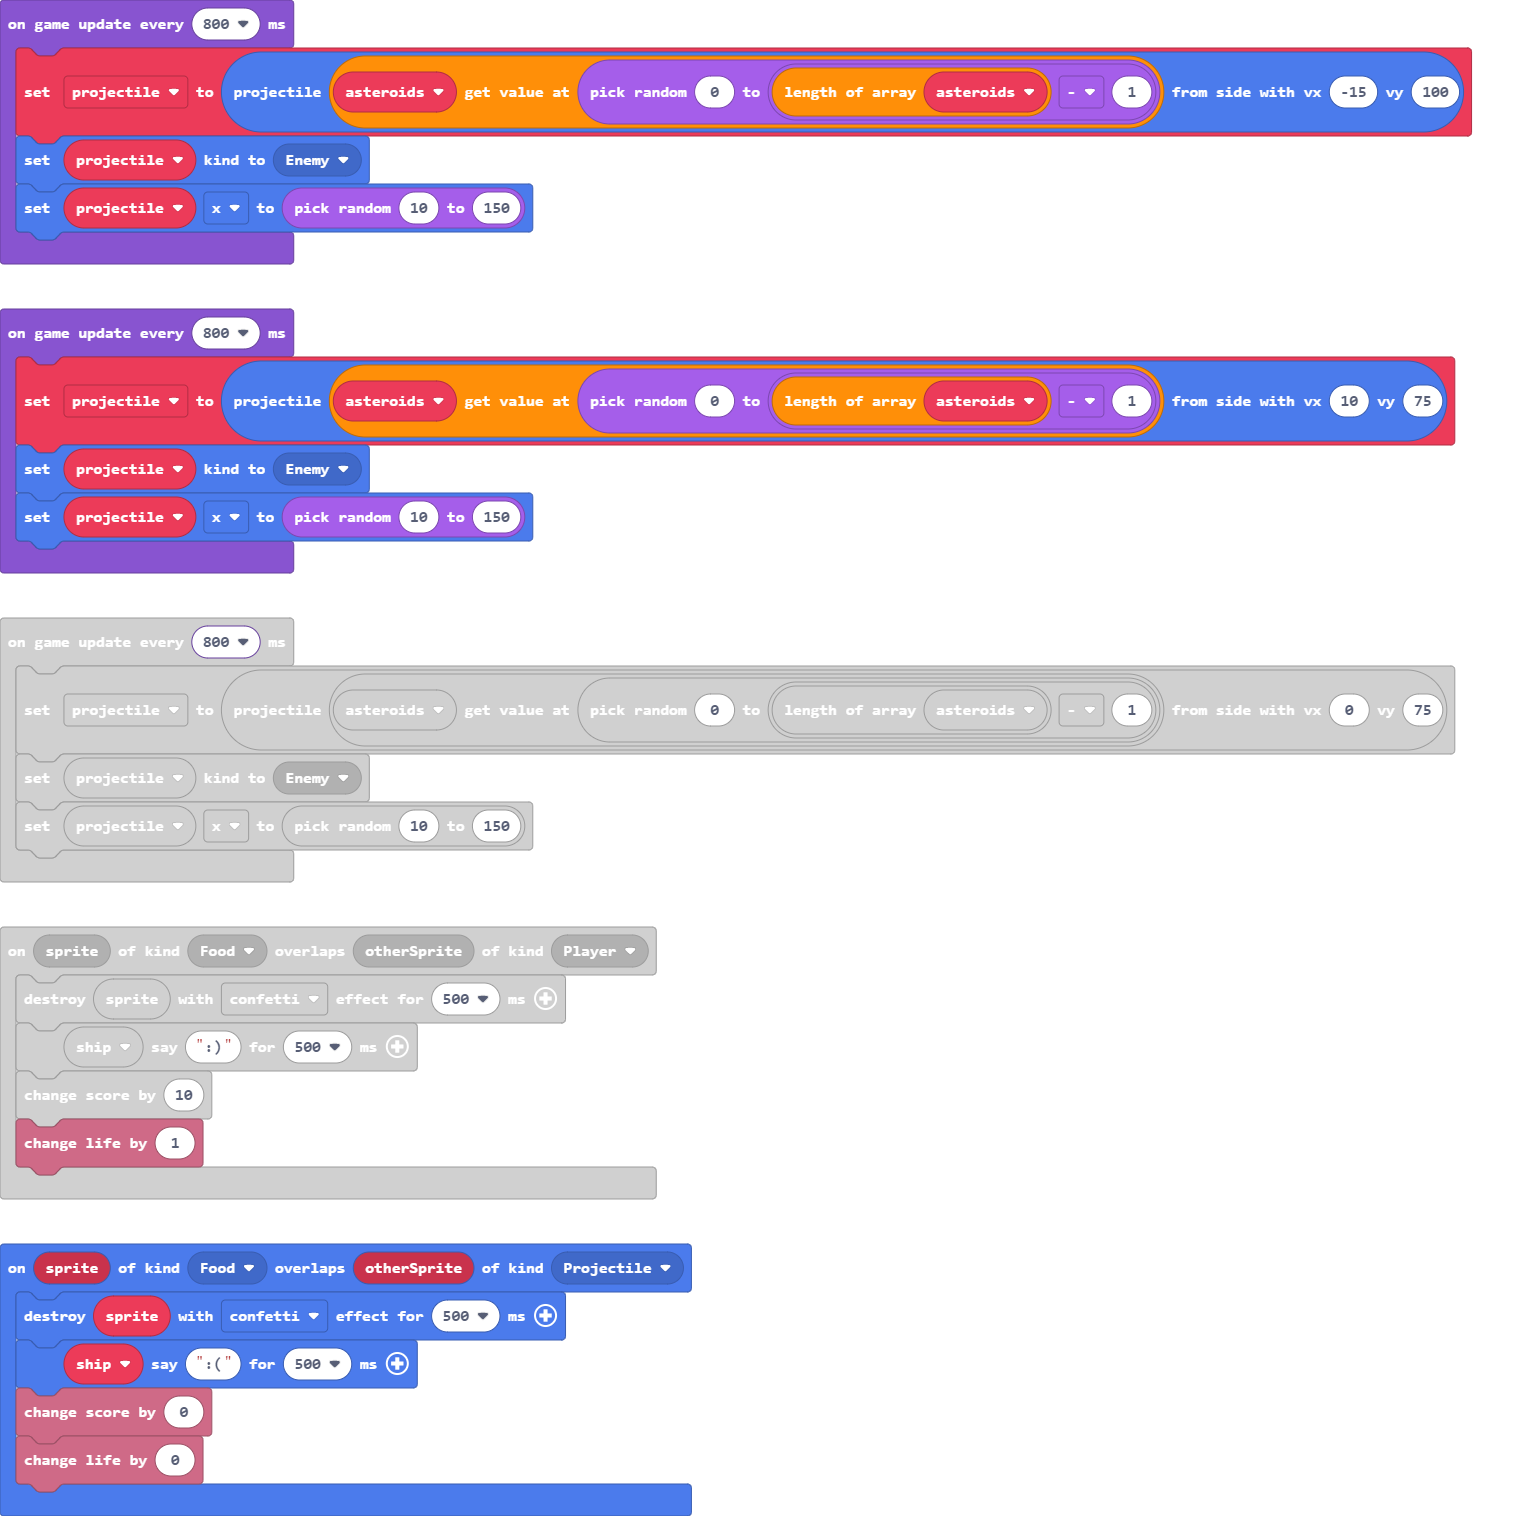 on game update every 800 ms
set projectile to projectile asteroids get value at pick random 0 to length of array asteroids - 1 from side with vx -15 vy 100
set projectile kind to Enemy
set projectile x to pick random 10 to 150
on game update every 800 ms
set projectile to projectile asteroids get value at pick random 0 to length of array asteroids - 1 from side with vx 10 vy 75
set projectile kind to Enemy
set projectile x to pick random 10 to 150
on game update every 800 ms
set projectile to projectile asteroids get value at pick random 0 to length of array asteroids - 1 from side with vx 0 vy 75
set projectile kind to Enemy
set projectile x to pick random 10 to 150
on sprite of kind Food overlaps otherSprite of kind Player
destroy sprite with confetti effect for 500 ms
ship say ":)" for 500 ms
change score by 10
change life by 1
on sprite of kind Food overlaps otherSprite of kind Projectile
destroy sprite with confetti effect for 500 ms
ship say ":(" for 500 ms
change score by 0
change life by 0